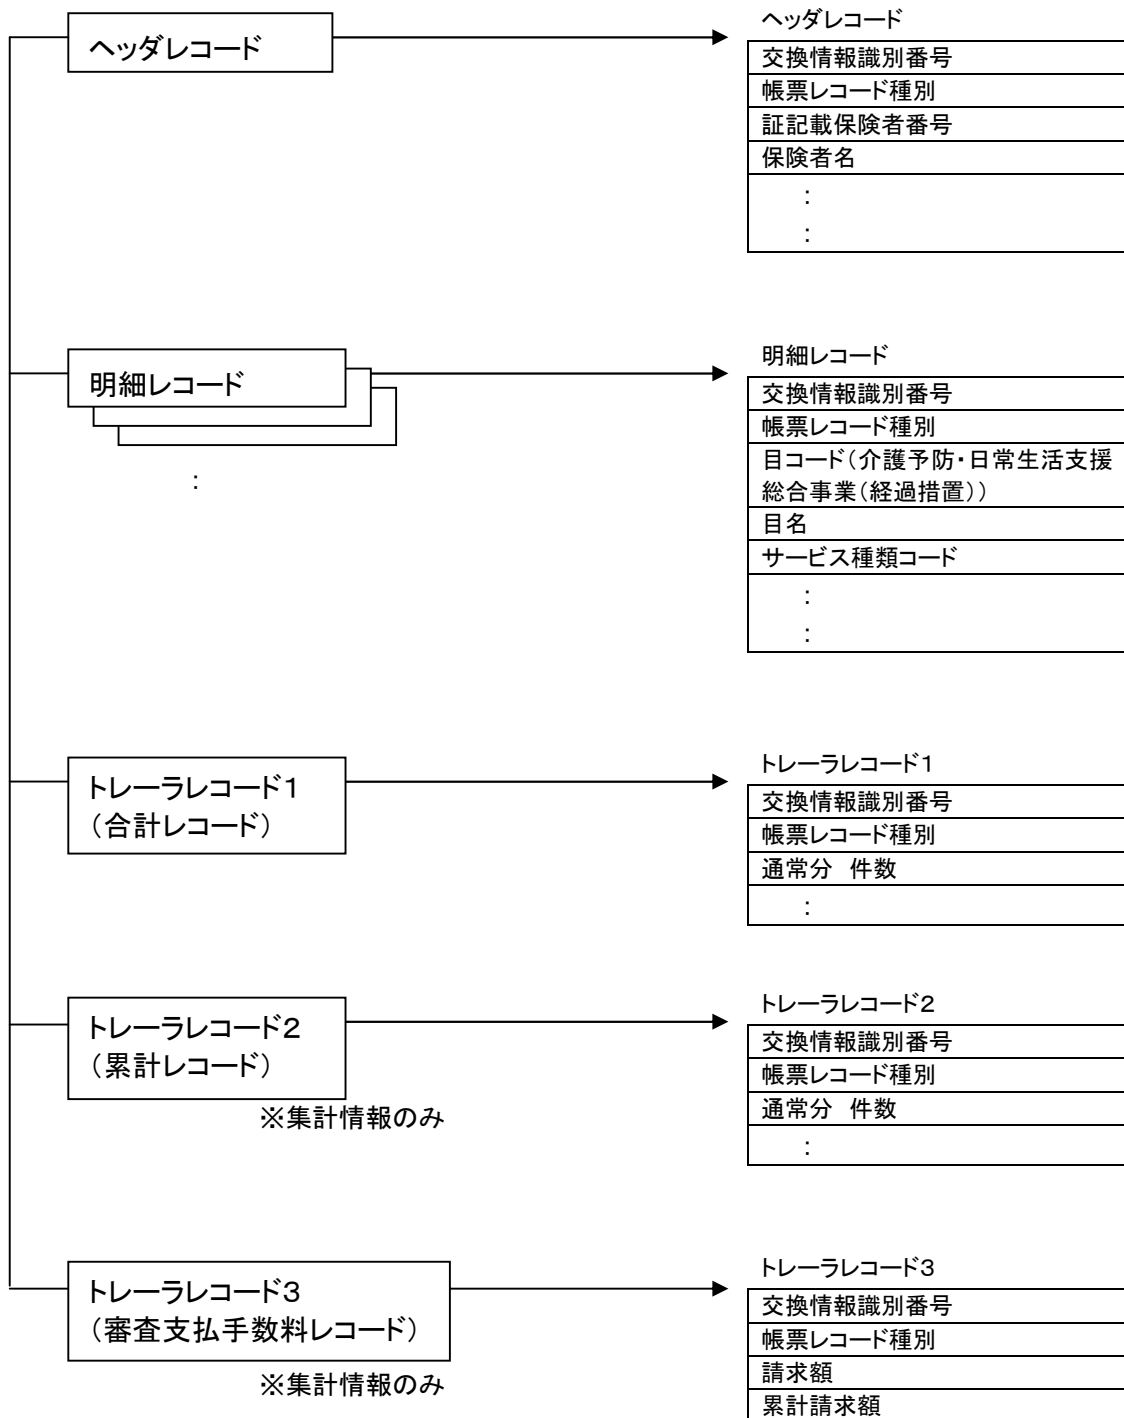 ヘッダレコード
ヘッダレコード
交換情報識別番号
帳票レコード種別
証記載保険者番号
保険者名
：
：
明細レコード
：
明細レコード
交換情報識別番号
帳票レコード種別
目コード（介護予防・日常生活支援
総合事業（経過措置））
目名
サービス種類コード
：
：
トレーラレコード１
（合計レコード）
トレーラレコード１
交換情報識別番号
帳票レコード種別
通常分　件数
：
トレーラレコード２
（累計レコード）
※集計情報のみ
トレーラレコード２
交換情報識別番号
帳票レコード種別
通常分　件数
：
トレーラレコード３
（審査支払手数料レコード）
※集計情報のみ
トレーラレコード３
交換情報識別番号
帳票レコード種別
請求額
累計請求額